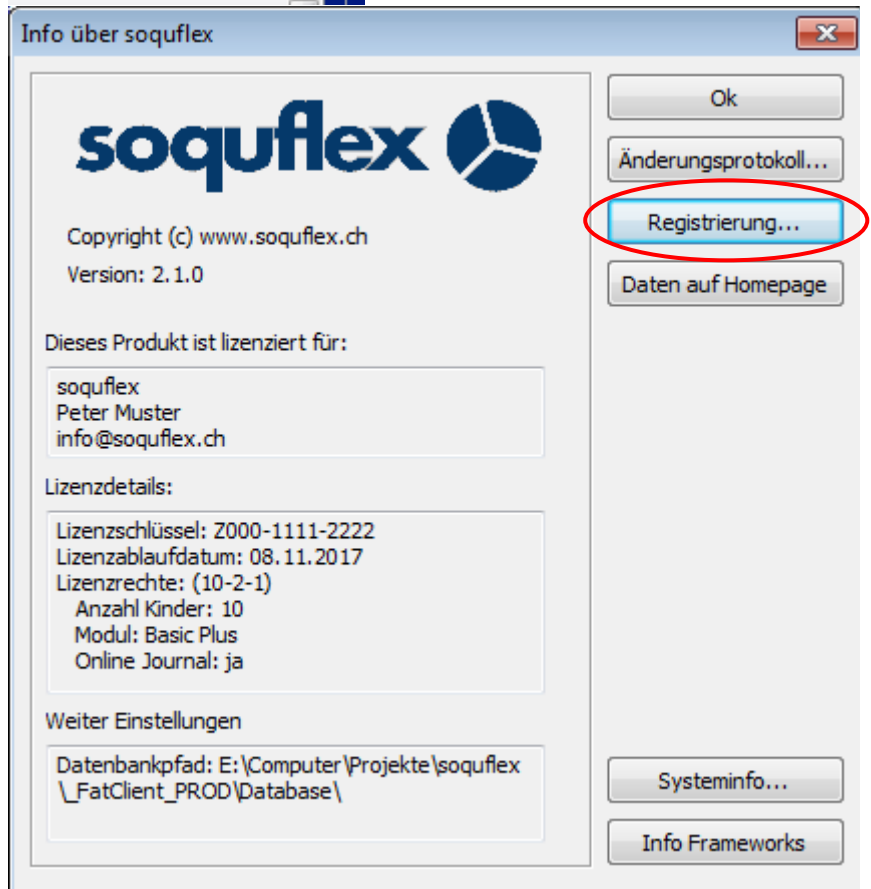 Info über soquflex
soquflex
Copyright (c) www.soquflex.ch
Version: 2.1.0
Dieses Produkt ist lizenziert für:
soquflex
Peter Muster
info@soquflex.ch
Lizenzdetails:
Lizenzschlüssel: Z000-1111-2222
Lizenzablaufdatum: 08.11.2017
Lizenzrechte: (10-2-1)
Anzahl Kinder: 10
Modul: Basic Plus
Online Journal: ja
Weiter Einstellungen
Datenbankpfad: E:\Computer\Projekte\soquflex
\_FatClient_PROD\Database\
Ok
Änderungsprotokoll...
Registrierung...
Daten auf Homepage
Systeminfo...
Info Frameworks